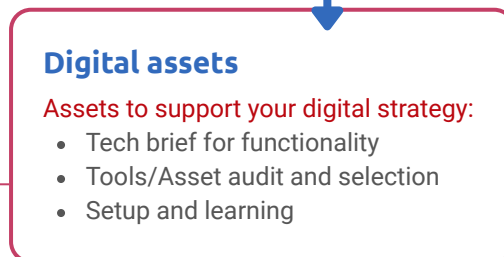 Digital assets
Assets to support your digital strategy:
• Tech brief for functionality
• Tools/Asset audit and selection
• Setup and learning